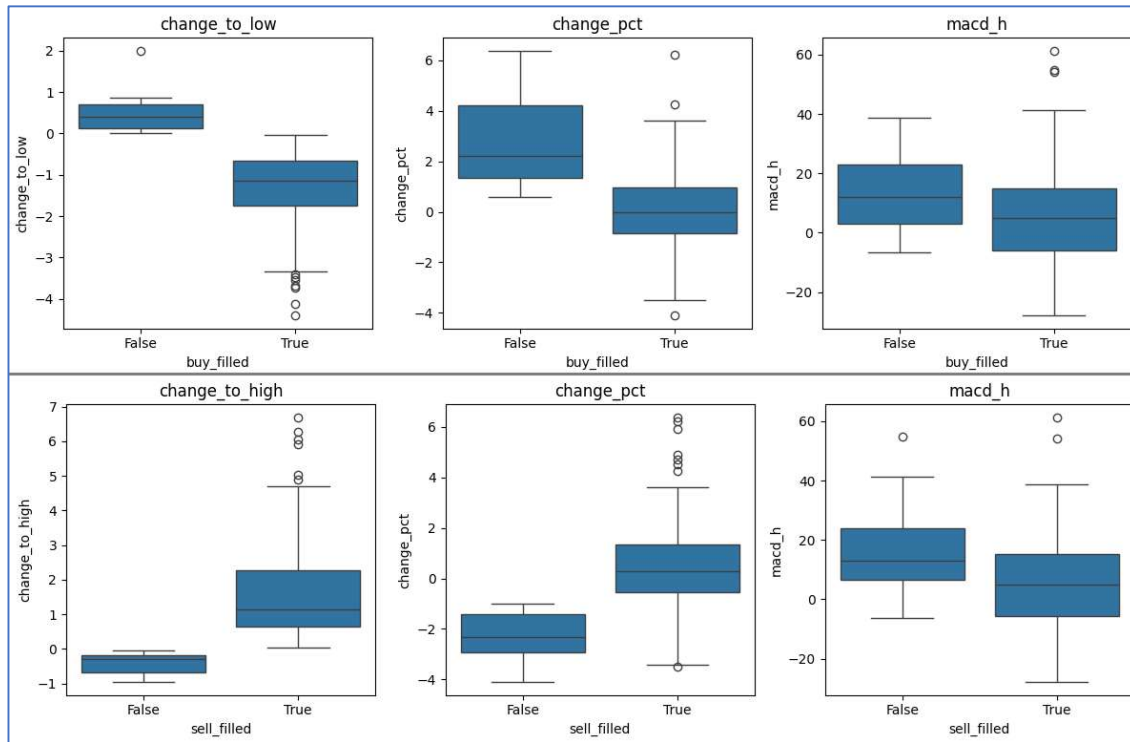 change_to_low
change_pct
macd_h
2
1
0
-1
-2
-3
-4
change_to_low
False
True
buy_filled
6
4
2
0
-2
-4
change_pct
False
True
buy_filled
60
40
20
0
-20
macd_h
False
True
buy_filled
change_to_high
change_pct
macd_h
7
6
5
4
3
2
1
0
-1
change_to_high
False
True
sell_filled
6
4
2
0
-2
-4
change_pct
False
True
sell_filled
60
40
20
0
-20
macd_h
False
True
sell_filled